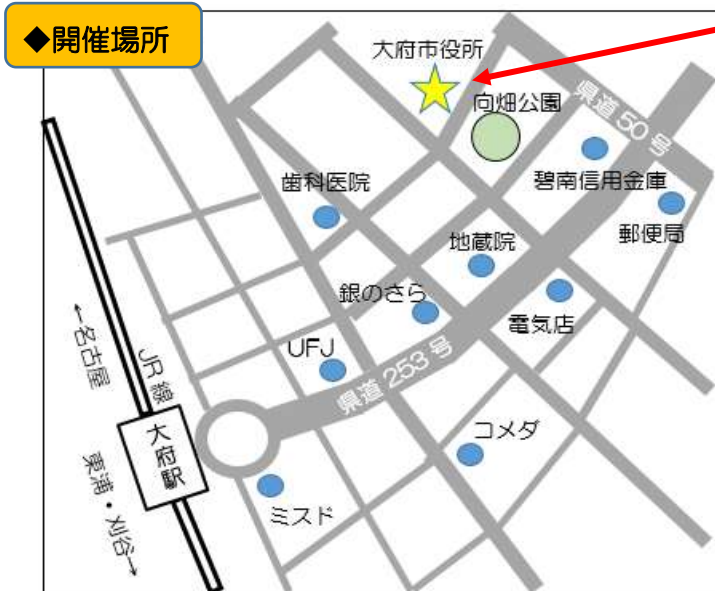 ◆開催場所
大府市役所
向畑公園
県道50号
碧南信用金庫
郵便局
歯科医院
地蔵院
銀のさら
電気店
UFJ
県道253号
←名古屋
JR線
大府駅
東浦・刈谷→
コメダ
ミスド